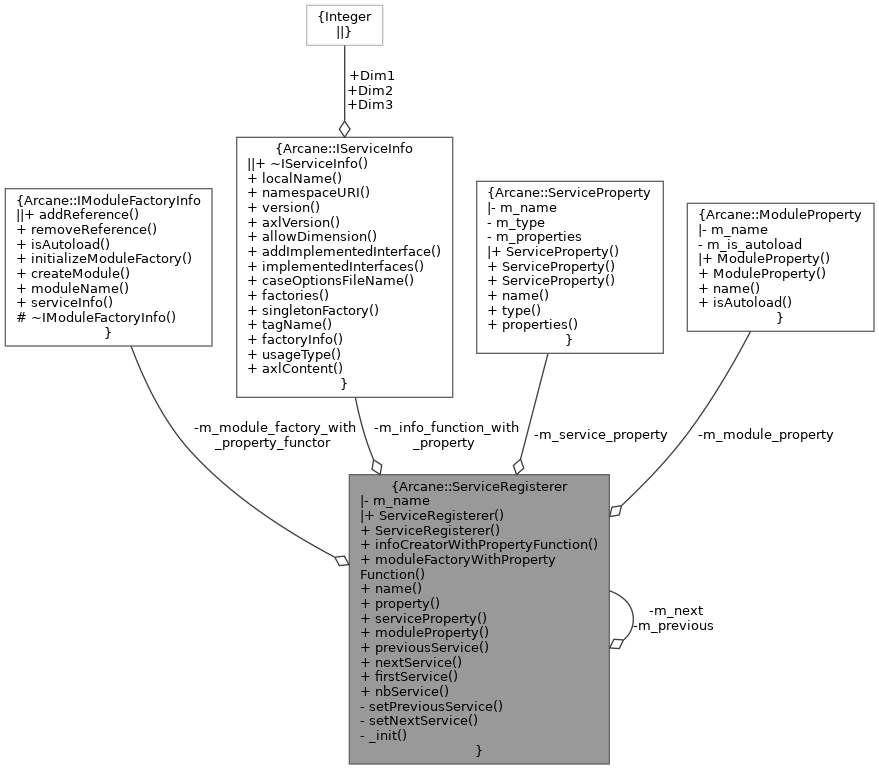 {Integer
||}
+Dim1
+Dim2
+Dim3
{Arcane::IModuleFactoryInfo
||+ addReference()
+ removeReference()
+ isAutoload()
+ initializeModuleFactory()
+ createModule()
+ moduleName()
+ serviceInfo()
# ~IModuleFactoryInfo()
}
{Arcane::IServiceInfo
||+ ~IServiceInfo()
+ localName()
+ namespaceURI()
+ version()
+ axlVersion()
+ allowDimension()
+ addImplementedInterface()
+ implementedInterfaces()
+ caseOptionsFileName()
+ factories()
+ singletonFactory()
+ tagName()
+ factoryInfo()
+ usageType()
+ axlContent()
}
{Arcane::ServiceProperty
|- m_name
- m_type
- m_properties
|+ ServiceProperty()
+ ServiceProperty()
+ ServiceProperty()
+ name()
+ type()
+ properties()
}
{Arcane::ModuleProperty
|- m_name
- m_is_autoload
|+ ModuleProperty()
+ ModuleProperty()
+ name()
+ isAutoload()
}
-m_module_factory_with
_property_functor
-m_info_function_with
_property
-m_service_property
-m_module_property
{Arcane::ServiceRegisterer
|- m_name
|+ ServiceRegisterer()
+ ServiceRegisterer()
+ infoCreatorWithPropertyFunction()
+ moduleFactoryWithProperty
Function()
+ name()
+ property()
+ serviceProperty()
+ moduleProperty()
+ previousService()
+ nextService()
+ firstService()
+ nbService()
- setPreviousService()
- setNextService()
- _init()
}
-m_next
-m_previous